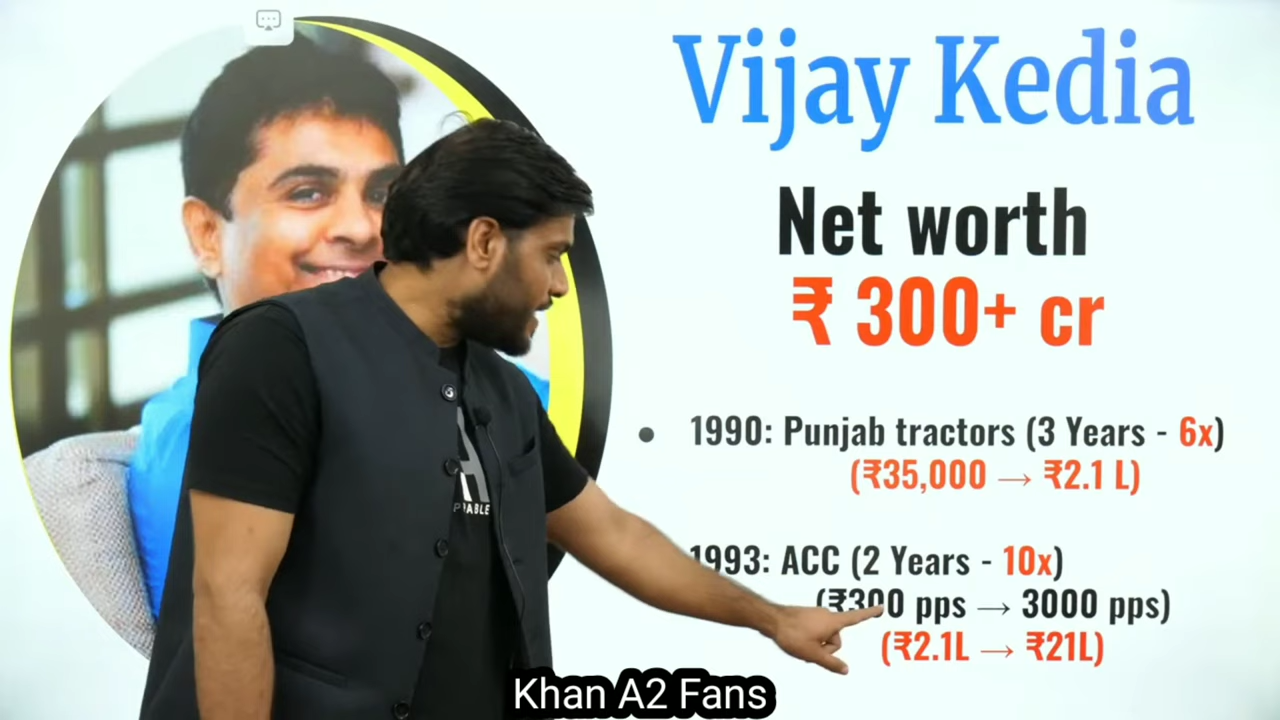 Vijay Kedia
Net worth
₹ 300+ cr
• 1990: Punjab tractors (3 Years - 6x)
(₹35,000 → ₹2.1 L)
1993: ACC (2 Years - 10x)
(₹300 pps → 3000 pps)
(₹2.1L → ₹21L)
Khan A2 Fans